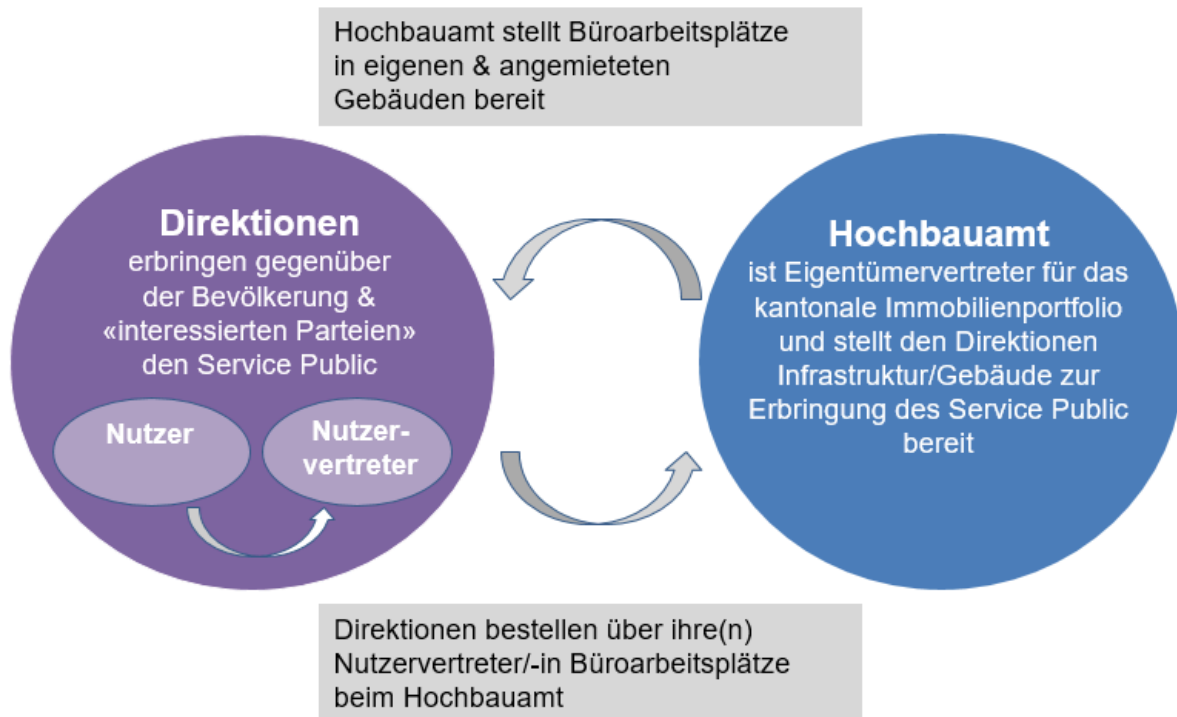 Hochbauamt stellt Büroarbeitsplätze
in eigenen & angemieteten
Gebäuden bereit
Direktionen
erbringen gegenüber
der Bevölkerung &
«interessierten Parteien»
den Service Public
Nutzer
Nutzer-
vertreter
Hochbauamt
ist Eigentümervertreter für das
kantonale Immobilienportfolio
und stellt den Direktionen
Infrastruktur/Gebäude zur
Erbringung des Service Public
bereit
Direktionen bestellen über ihre(n)
Nutzervertreter/-in Büroarbeitsplätze
beim Hochbauamt